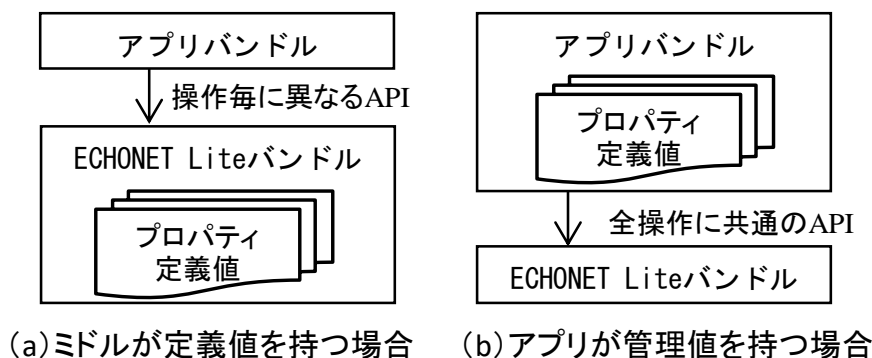 アプリバンドル
操作毎に異なるAPI
ECHONET Liteバンドル
プロパティ
定義値
(a)ミドルが定義値を持つ場合
アプリバンドル
プロパティ
定義値
全操作に共通のAPI
ECHONET Liteバンドル
(b)アプリが管理値を持つ場合